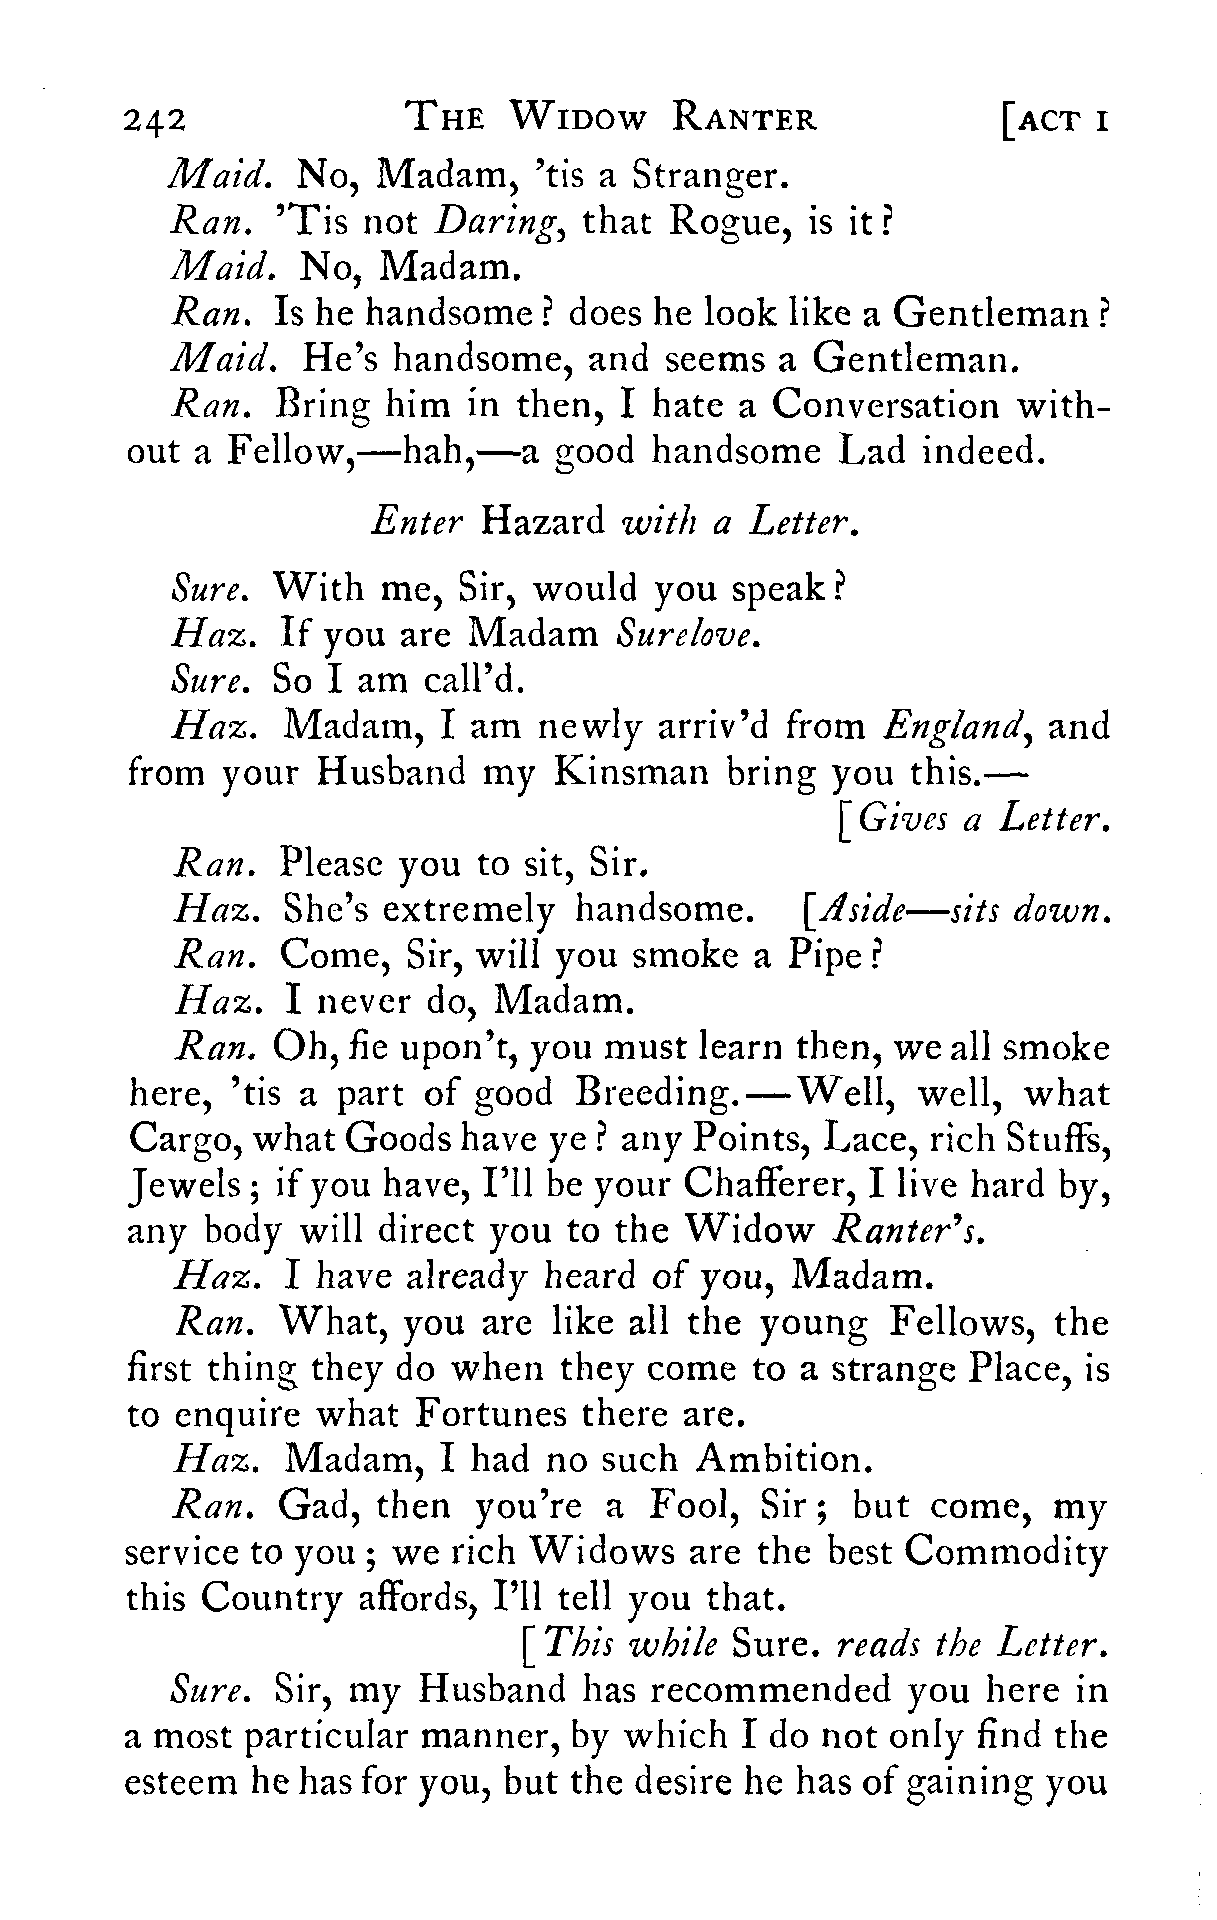 242 THE WIDOW RANTER [ACT I
Maid. No, Madam, 'tis a Stranger.
Ran. 'Tis not Daring, that Rogue, is it?
Maid. No, Madam.
Ran. Is he handsome? does he look like a Gentleman?
Maid. He's handsome, and seems a Gentleman.
Ran. Bring him in then, I hate a Conversation with-
out a Fellow,—hah,—a good handsome Lad indeed.
Enter Hazard with a Letter.
Sure. With me, Sir, would you speak?
Haz. If you are Madam Surelove.
Sure. So I am call'd.
Haz. Madam, I am newly arriv'd from England, and
from your Husband my Kinsman bring you this.—
[Gives a Letter.
Ran. Please you to sit, Sir.
Haz. She's extremely handsome. [Aside—sits down.
Ran. Come, Sir, will you smoke a Pipe?
Haz. I never do, Madam.
Ran. Oh, fie upon't, you must learn then, we all smoke
here, 'tis a part of good Breeding.—Well, well, what
Cargo, what Goods have ye? any Points, Lace, rich Stuffs,
Jewels; if you have, I'll be your Chafferer, I live hard by,
any body will direct you to the Widow Ranter's.
Haz. I have already heard of you, Madam.
Ran. What, you are like all the young Fellows, the
first thing they do when they come to a strange Place, is
to enquire what Fortunes there are.
Haz. Madam, I had no such Ambition.
Ran. Gad, then you're a Fool, Sir; but come, my
service to you; we rich Widows are the best Commodity
this Country affords, I'll tell you that.
[This while Sure. reads the Letter.
Sure. Sir, my Husband has recommended you here in
a most particular manner, by which I do not only find the
esteem he has for you, but the desire he has of gaining you